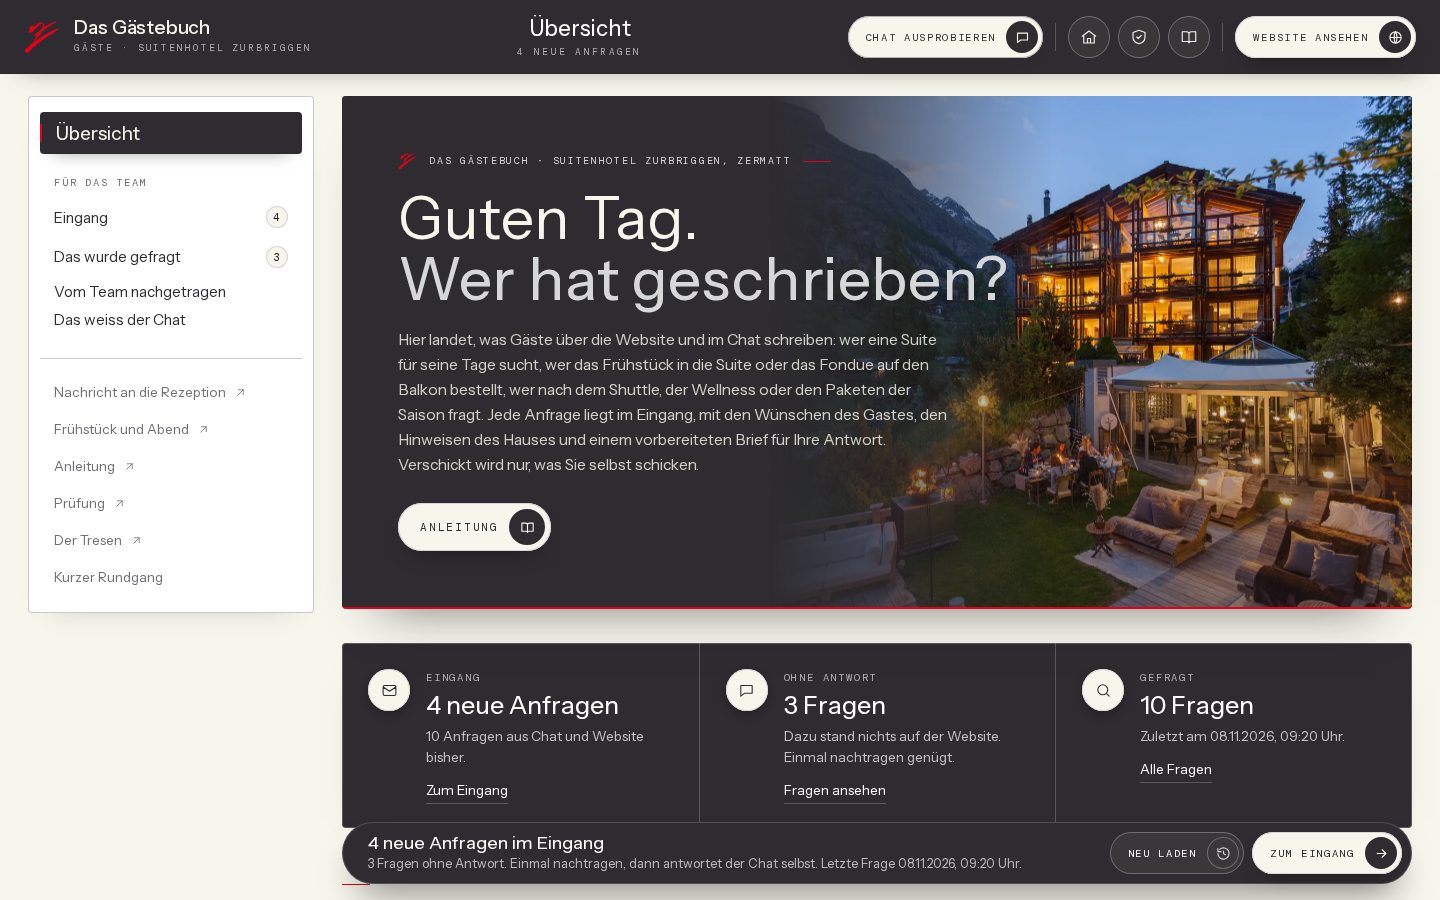 Das Gästebuch
GÄSTE · SUITENHOTEL ZURBRIGGEN
Übersicht
4 NEUE ANFRAGEN
CHAT AUSPROBIEREN
WEBSITE ANSEHEN
Übersicht
FÜR DAS TEAM
Eingang 4
Das wurde gefragt 3
Vom Team nachgetragen
Das weiss der Chat
Nachricht an die Rezeption
Frühstück und Abend
Anleitung
Prüfung
Der Tresen
Kurzer Rundgang
DAS GÄSTEBUCH · SUITENHOTEL ZURBRIGGEN, ZERMATT
Guten Tag.
Wer hat geschrieben?
Hier landet, was Gäste über die Website und im Chat schreiben: wer eine Suite
für seine Tage sucht, wer das Frühstück in die Suite oder das Fondue auf den
Balkon bestellt, wer nach dem Shuttle, der Wellness oder den Paketen der
Saison fragt. Jede Anfrage liegt im Eingang, mit den Wünschen des Gastes, den
Hinweisen des Hauses und einem vorbereiteten Brief für Ihre Antwort.
Verschickt wird nur, was Sie selbst schicken.
ANLEITUNG
EINGANG
4 neue Anfragen
10 Anfragen aus Chat und Website
bisher.
Zum Eingang
OHNE ANTWORT
3 Fragen
Dazu stand nichts auf der Website.
Einmal nachtragen genügt.
Fragen ansehen
GEFRAGT
10 Fragen
Zuletzt am 08.11.2026, 09:20 Uhr.
Alle Fragen
4 neue Anfragen im Eingang
3 Fragen ohne Antwort. Einmal nachtragen, dann antwortet der Chat selbst. Letzte Frage 08.11.2026, 09:20 Uhr.
NEU LADEN
ZUM EINGANG